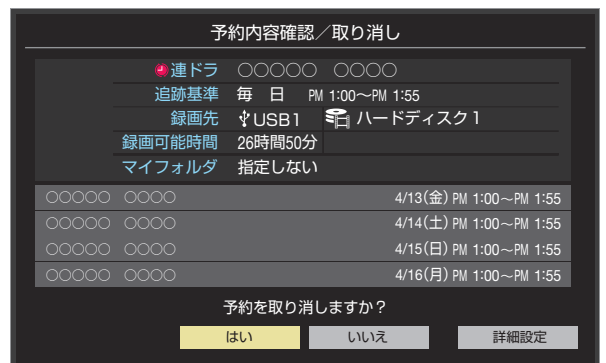 予約内容確認／取り消し
連ドラ ○○○○○ ○○○○
追跡基準 毎 日 PM 1:00～PM 1:55
録画先 USB1 ハードディスク1
録画可能時間 26時間50分
マイフォルダ 指定しない
○○○○○ ○○○○ 4/13(金) PM 1:00～PM 1:55
○○○○○ ○○○○ 4/14(土) PM 1:00～PM 1:55
○○○○○ ○○○○ 4/15(日) PM 1:00～PM 1:55
○○○○○ ○○○○ 4/16(月) PM 1:00～PM 1:55
予約を取り消しますか？
はい いいえ 詳細設定